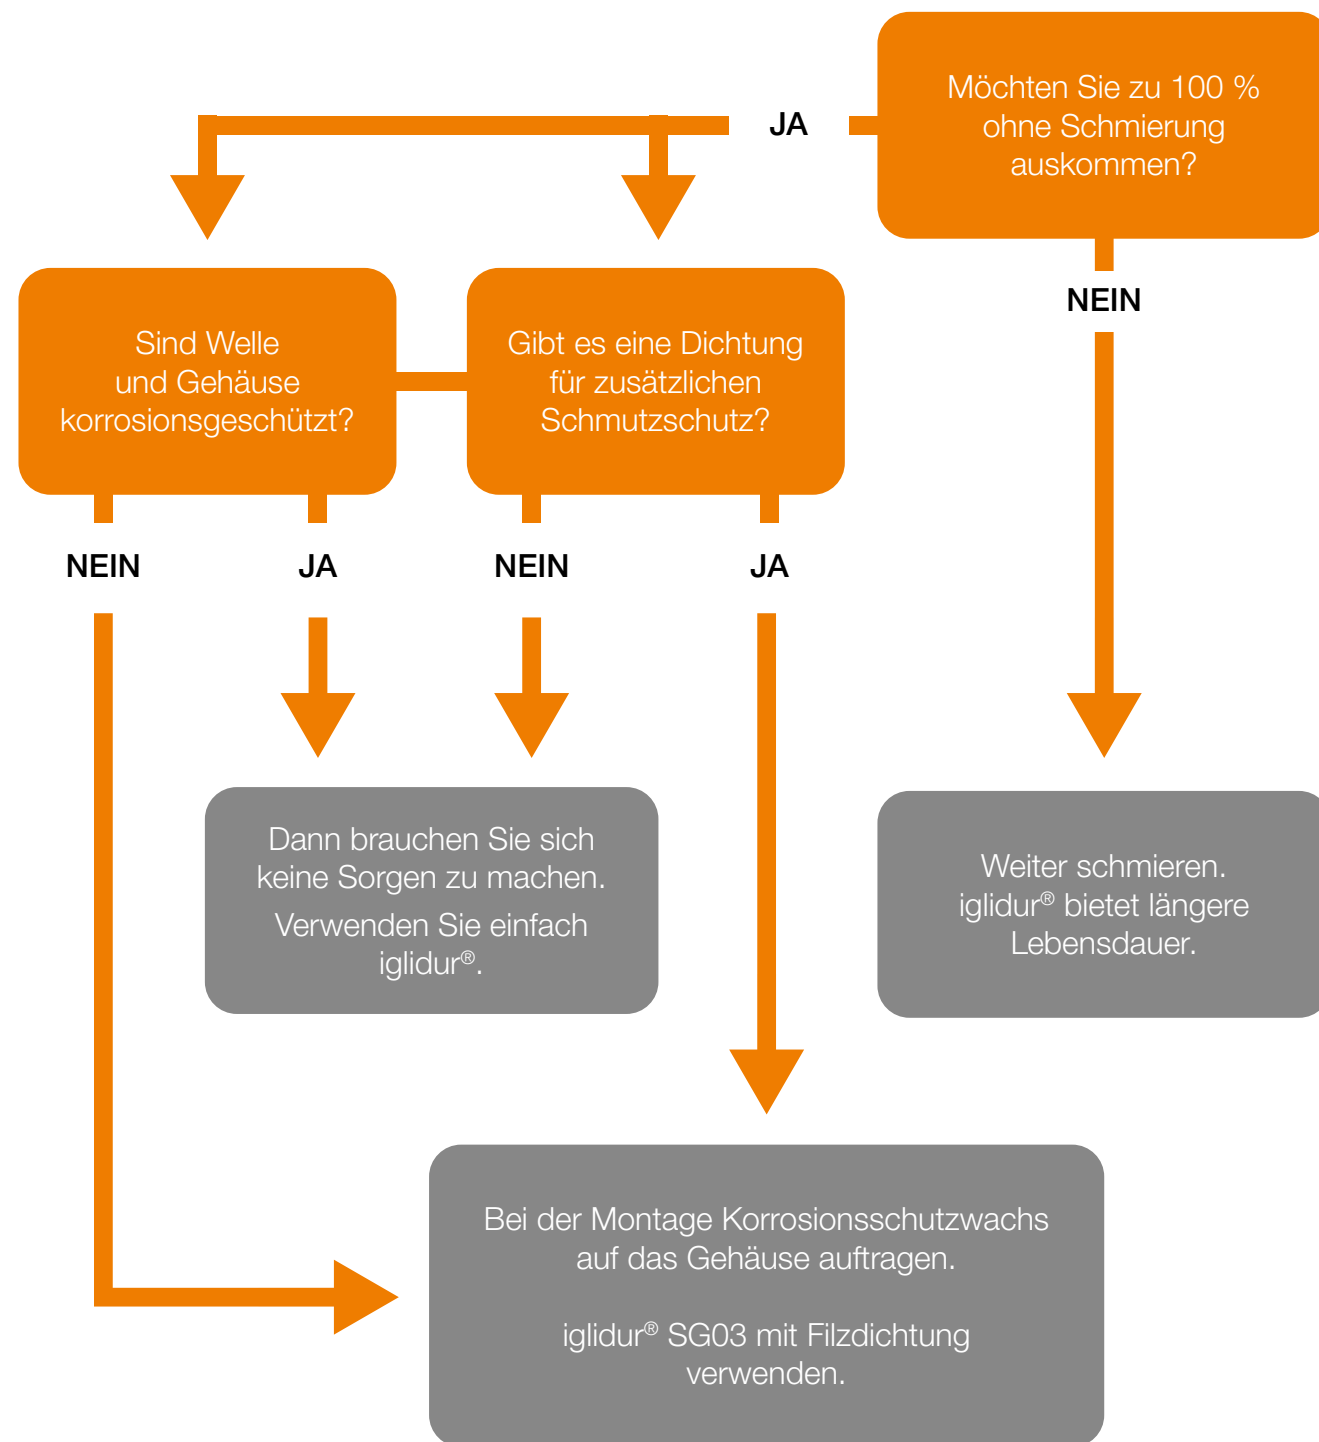 Möchten Sie zu 100 %
ohne Schmierung
auskommen?
JA
NEIN
Sind Welle
und Gehäuse
korrosionsgeschützt?
Gibt es eine Dichtung
für zusätzlichen
Schmutzschutz?
NEIN
JA
NEIN
JA
Dann brauchen Sie sich
keine Sorgen zu machen.
Verwenden Sie einfach
iglidur®.
Weiter schmieren.
iglidur® bietet längere
Lebensdauer.
Bei der Montage Korrosionsschutzwachs
auf das Gehäuse auftragen.
iglidur® SG03 mit Filzdichtung
verwenden.